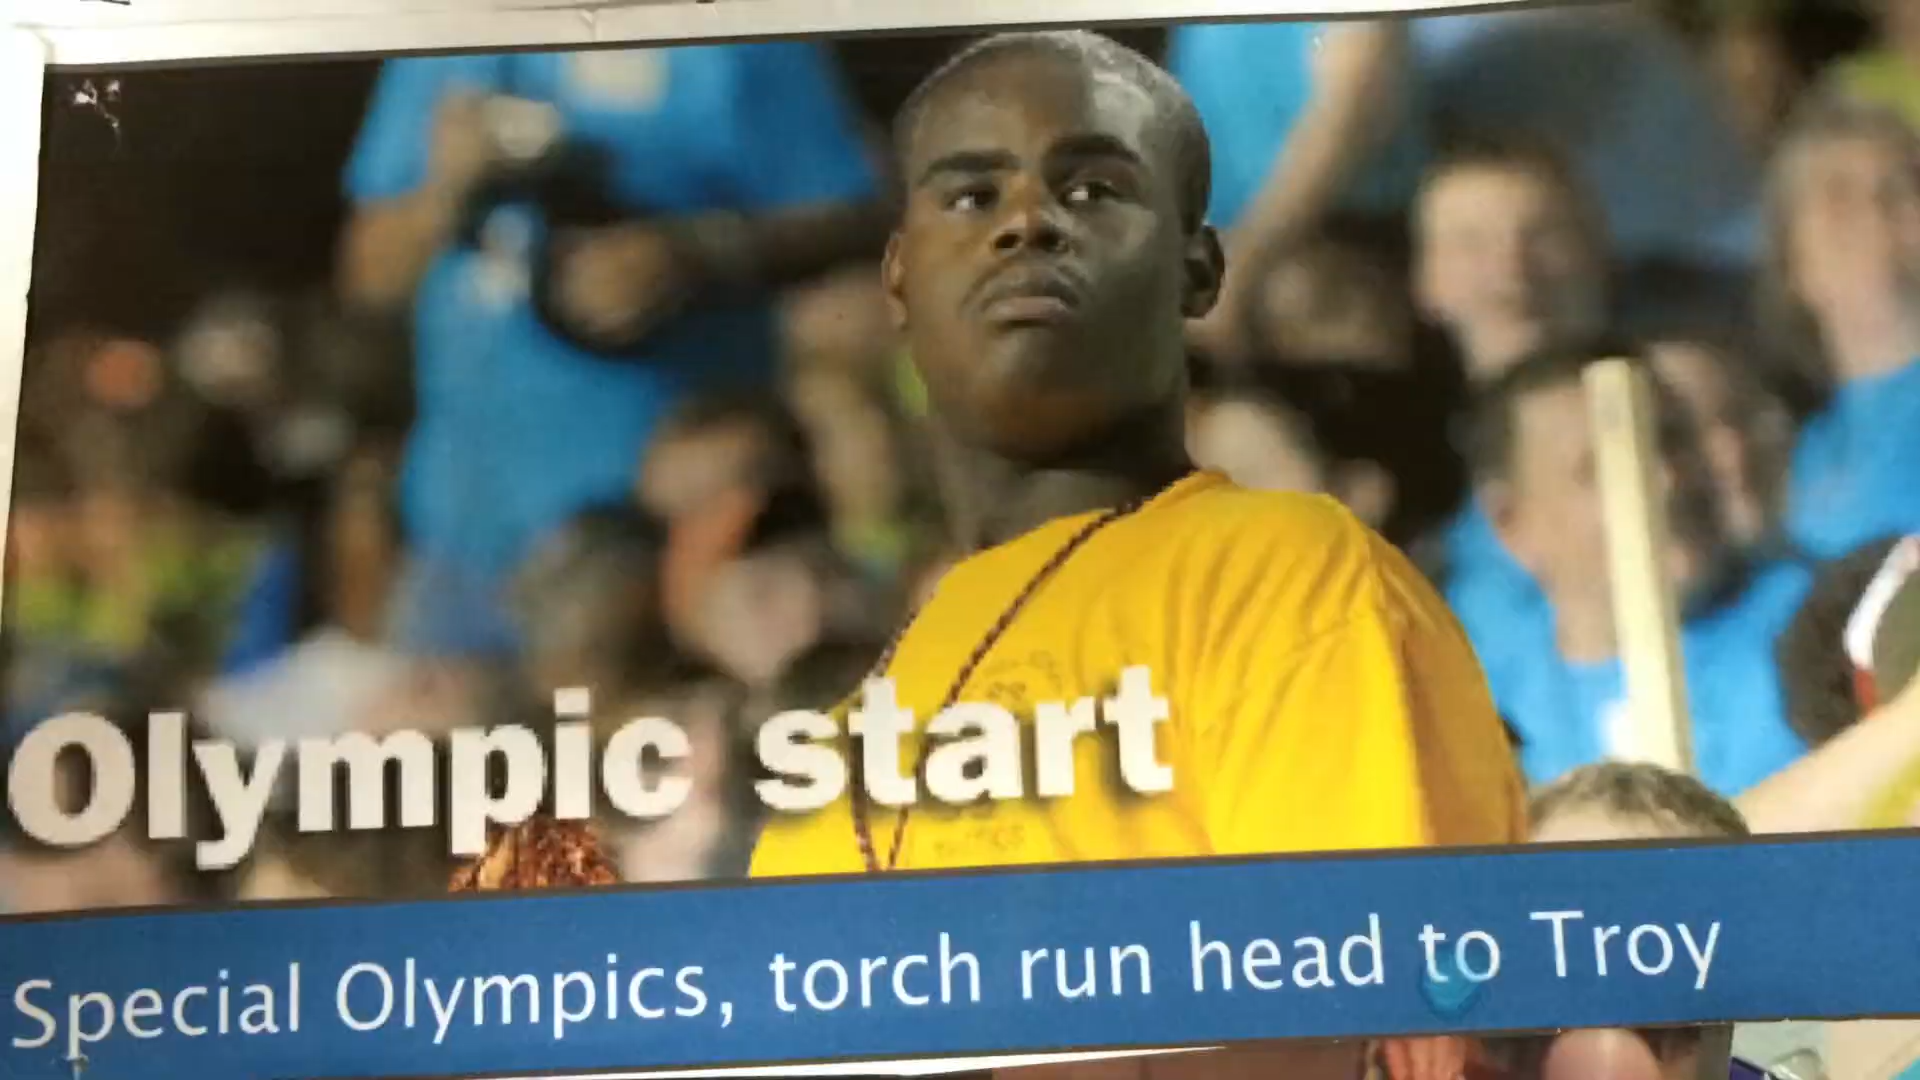 Olympic start
Special Olympics, torch run head to Troy